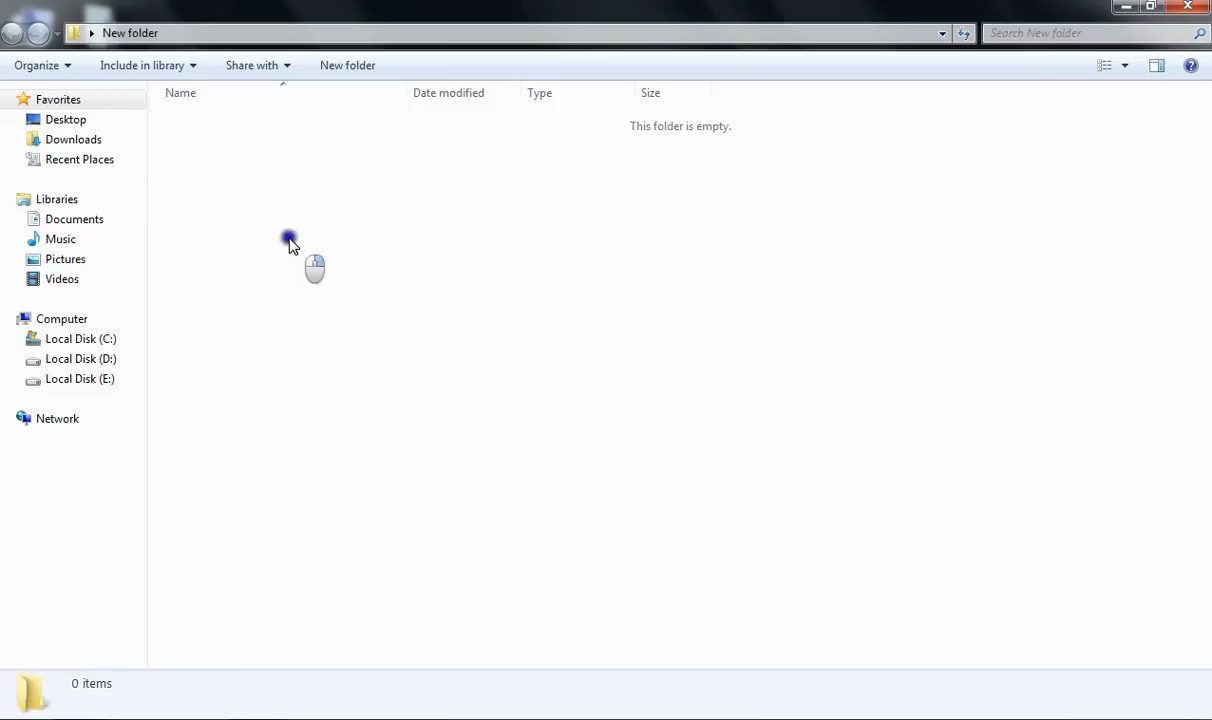 New folder
Search New folder
Organize Include in library Share with New folder
Name Date modified Type Size
This folder is empty.
Favorites
Desktop
Downloads
Recent Places
Libraries
Documents
Music
Pictures
Videos
Computer
Local Disk (C:)
Local Disk (D:)
Local Disk (E:)
Network
0 items